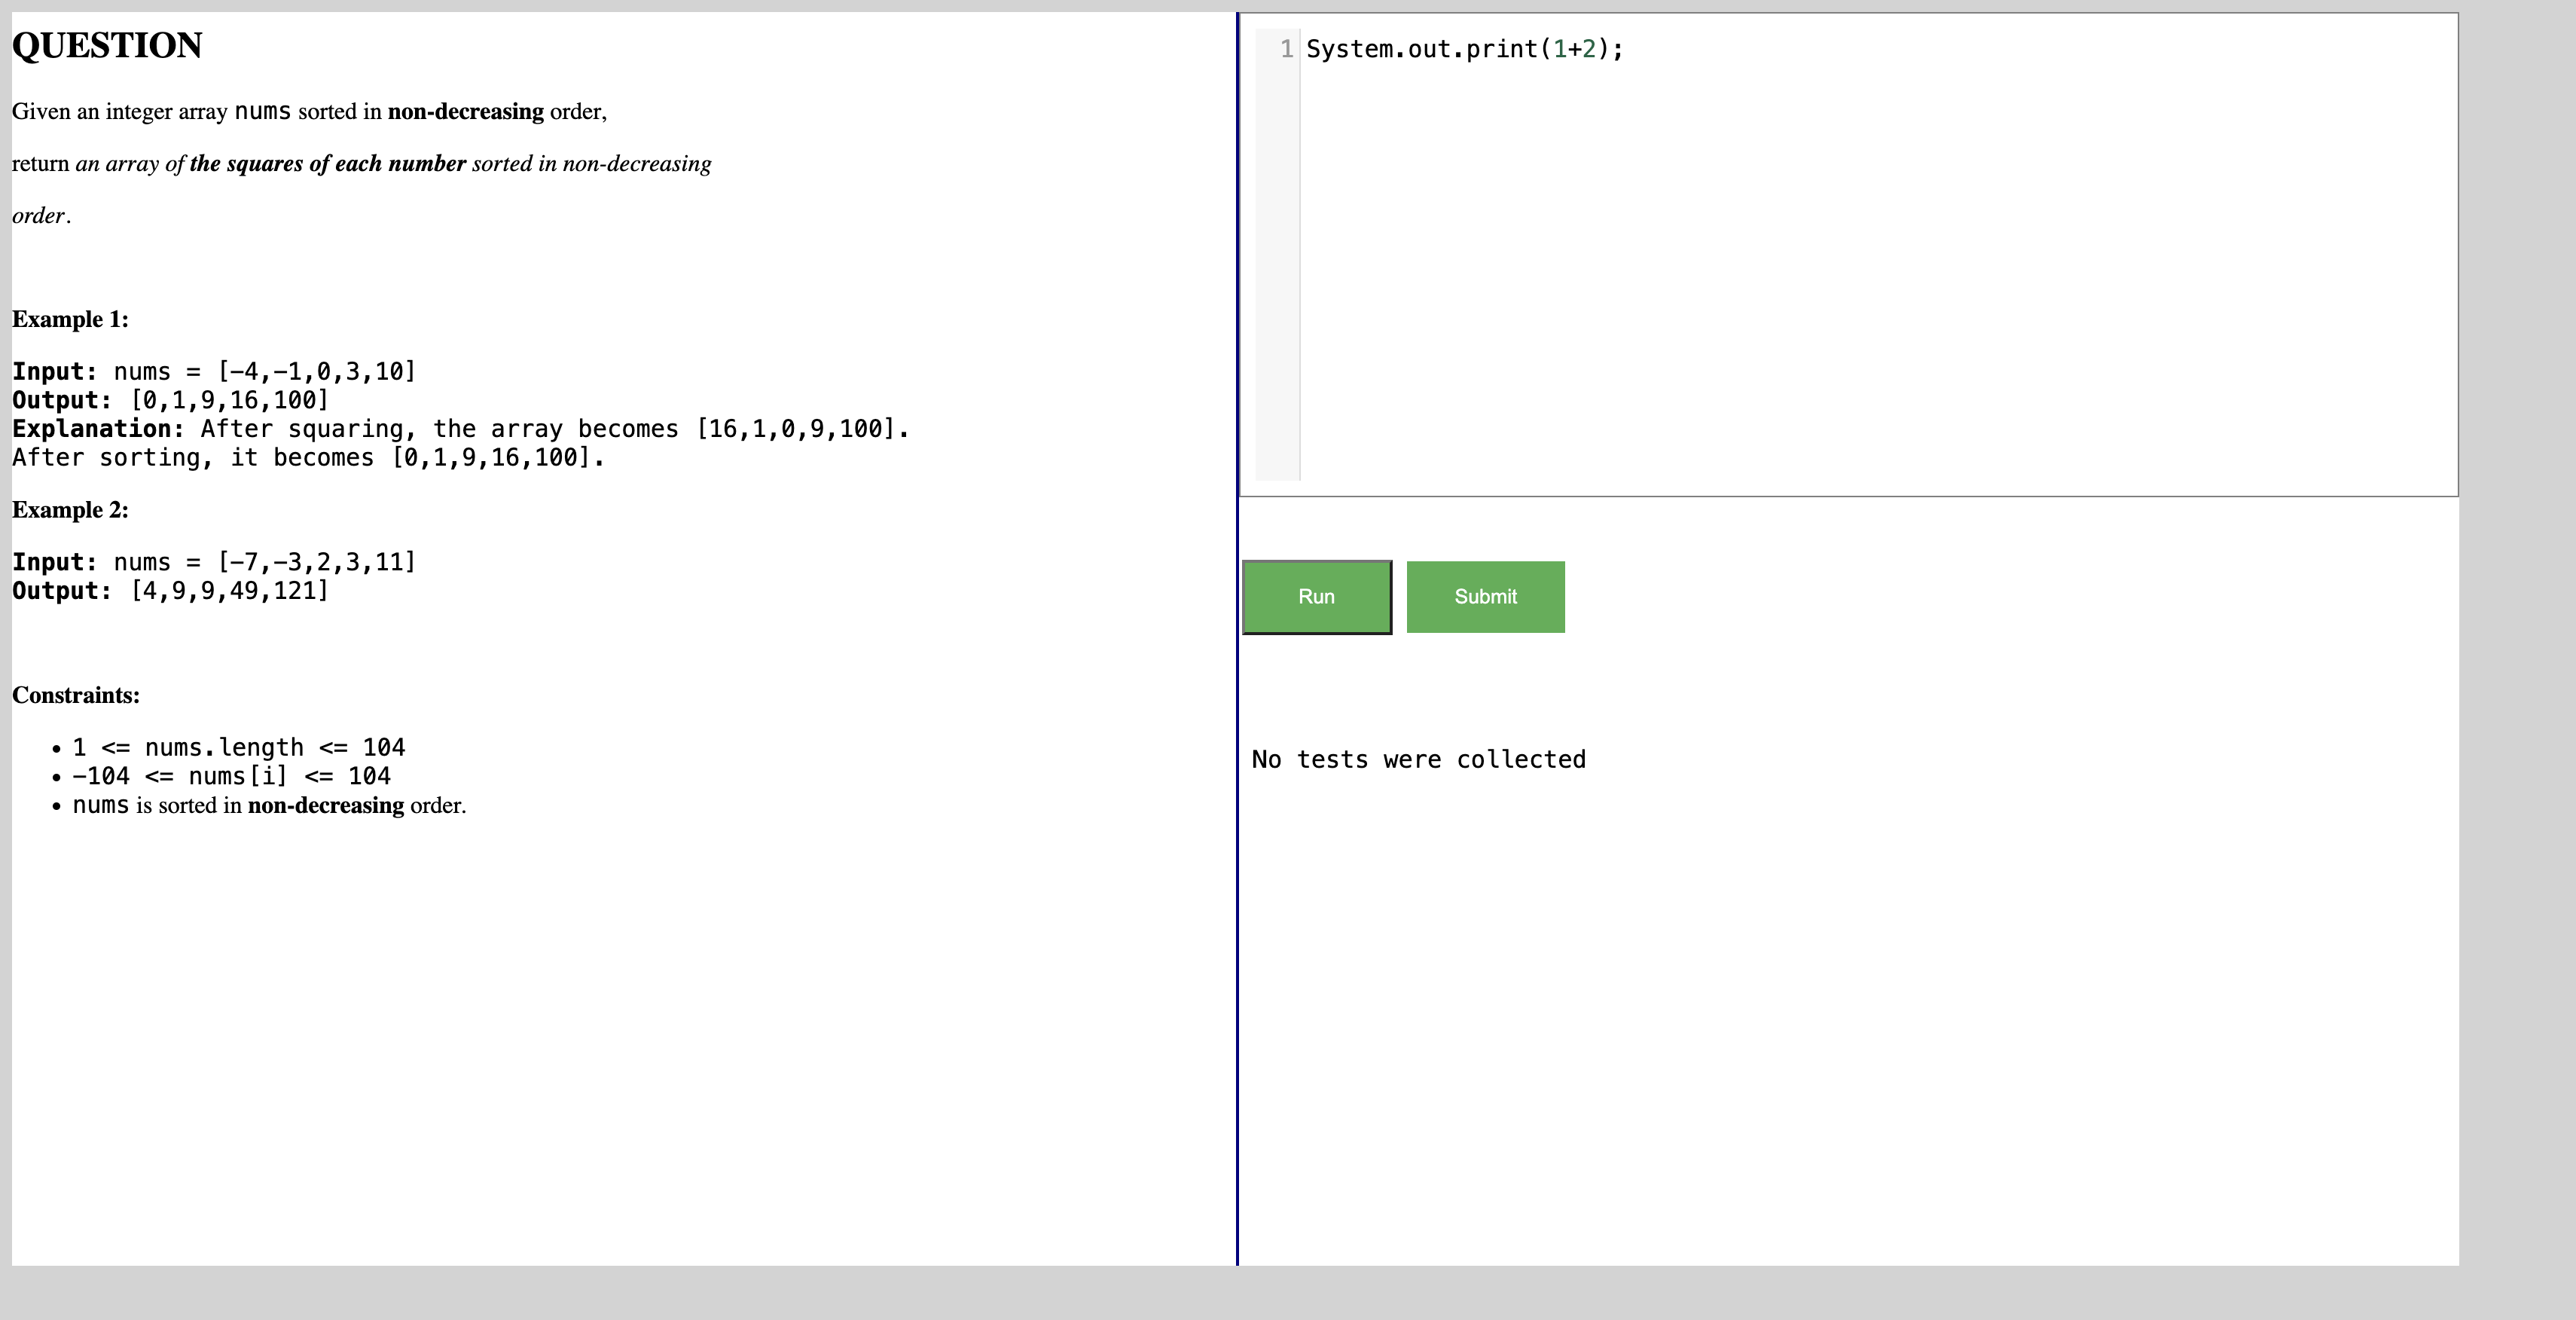 QUESTION
Given an integer array nums sorted in non-decreasing order,
return an array of the squares of each number sorted in non-decreasing
order.
Example 1:
Input: nums = [-4,-1,0,3,10]
Output: [0,1,9,16,100]
Explanation: After squaring, the array becomes [16,1,0,9,100].
After sorting, it becomes [0,1,9,16,100].
Example 2:
Input: nums = [-7,-3,2,3,11]
Output: [4,9,9,49,121]
Constraints:
• 1 <= nums.length <= 104
• -104 <= nums[i] <= 104
• nums is sorted in non-decreasing order.
1 System.out.print(1+2);
Run Submit
No tests were collected